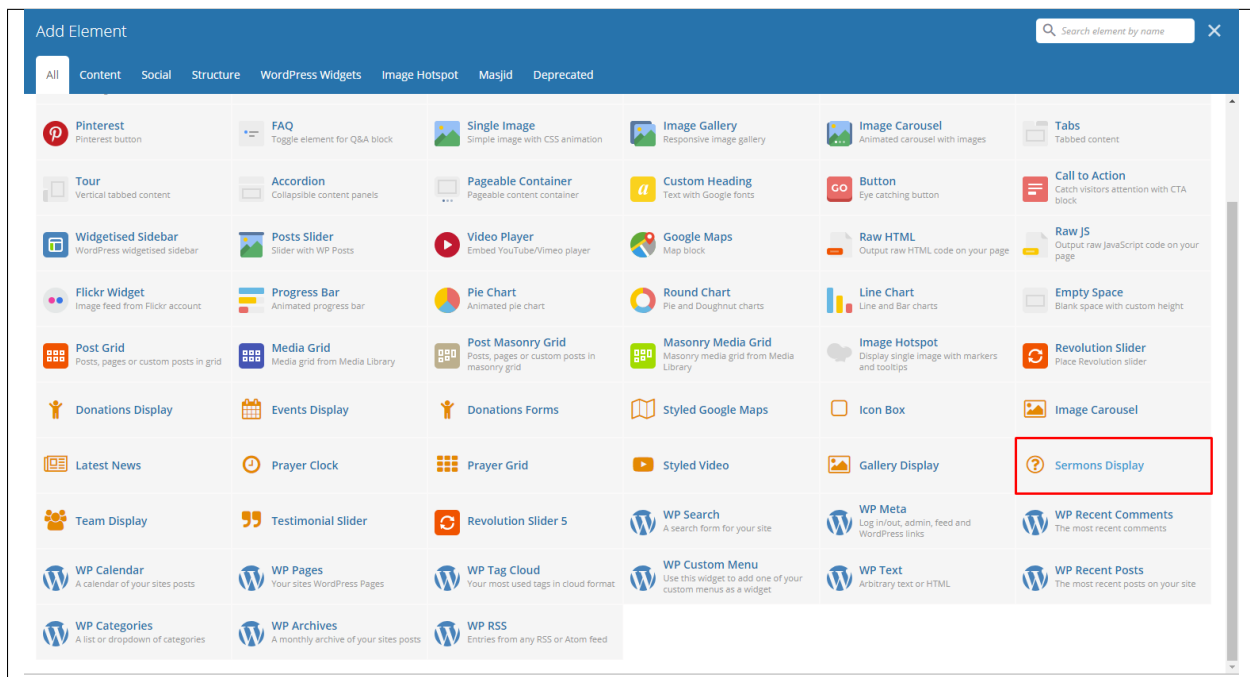 Add Element
Search element by name
All Content Social Structure WordPress Widgets Image Hotspot Masjid Deprecated
Pinterest
Pinterest button
FAQ
Toggle element for Q&A block
Single Image
Simple image with CSS animation
Image Gallery
Responsive image gallery
Image Carousel
Animated carousel with images
Tabs
Tabbed content
Tour
Vertical tabbed content
Accordion
Collapsible content panels
Pageable Container
Pageable content container
a
Custom Heading
Text with Google fonts
GO
Button
Eye catching button
Call to Action
Catch visitors attention with CTA
block
Widgetised Sidebar
WordPress widgetised sidebar
Posts Slider
Slider with WP Posts
Video Player
Embed YouTube/Vimeo player
Google Maps
Map block
Raw HTML
Output raw HTML code on your page
Raw JS
Output raw JavaScript code on your
page
Flickr Widget
Image feed from Flickr account
Progress Bar
Animated progress bar
Pie Chart
Animated pie chart
Round Chart
Pie and Doughnut charts
Line Chart
Line and Bar charts
Empty Space
Blank space with custom height
Post Grid
Posts, pages or custom posts in grid
Media Grid
Media grid from Media Library
Post Masonry Grid
Posts, pages or custom posts in
masonry grid
Masonry Media Grid
Masonry media grid from Media
Library
Image Hotspot
Display single image with markers
and tooltips
Revolution Slider
Place Revolution slider
Donations Display
Events Display
Donations Forms
Styled Google Maps
Icon Box
Image Carousel
Latest News
Prayer Clock
Prayer Grid
Styled Video
Gallery Display
Sermons Display
Team Display
Testimonial Slider
Revolution Slider 5
WP Search
A search form for your site
WP Meta
Log in/out, admin, feed and
WordPress links
WP Recent Comments
The most recent comments
WP Calendar
A calendar of your sites posts
WP Pages
Your sites WordPress Pages
WP Tag Cloud
Your most used tags in cloud format
WP Custom Menu
Use this widget to add one of your
custom menus as a widget
WP Text
Arbitrary text or HTML
WP Recent Posts
The most recent posts on your site
WP Categories
A list or dropdown of categories
WP Archives
A monthly archive of your sites posts
WP RSS
Entries from any RSS or Atom feed